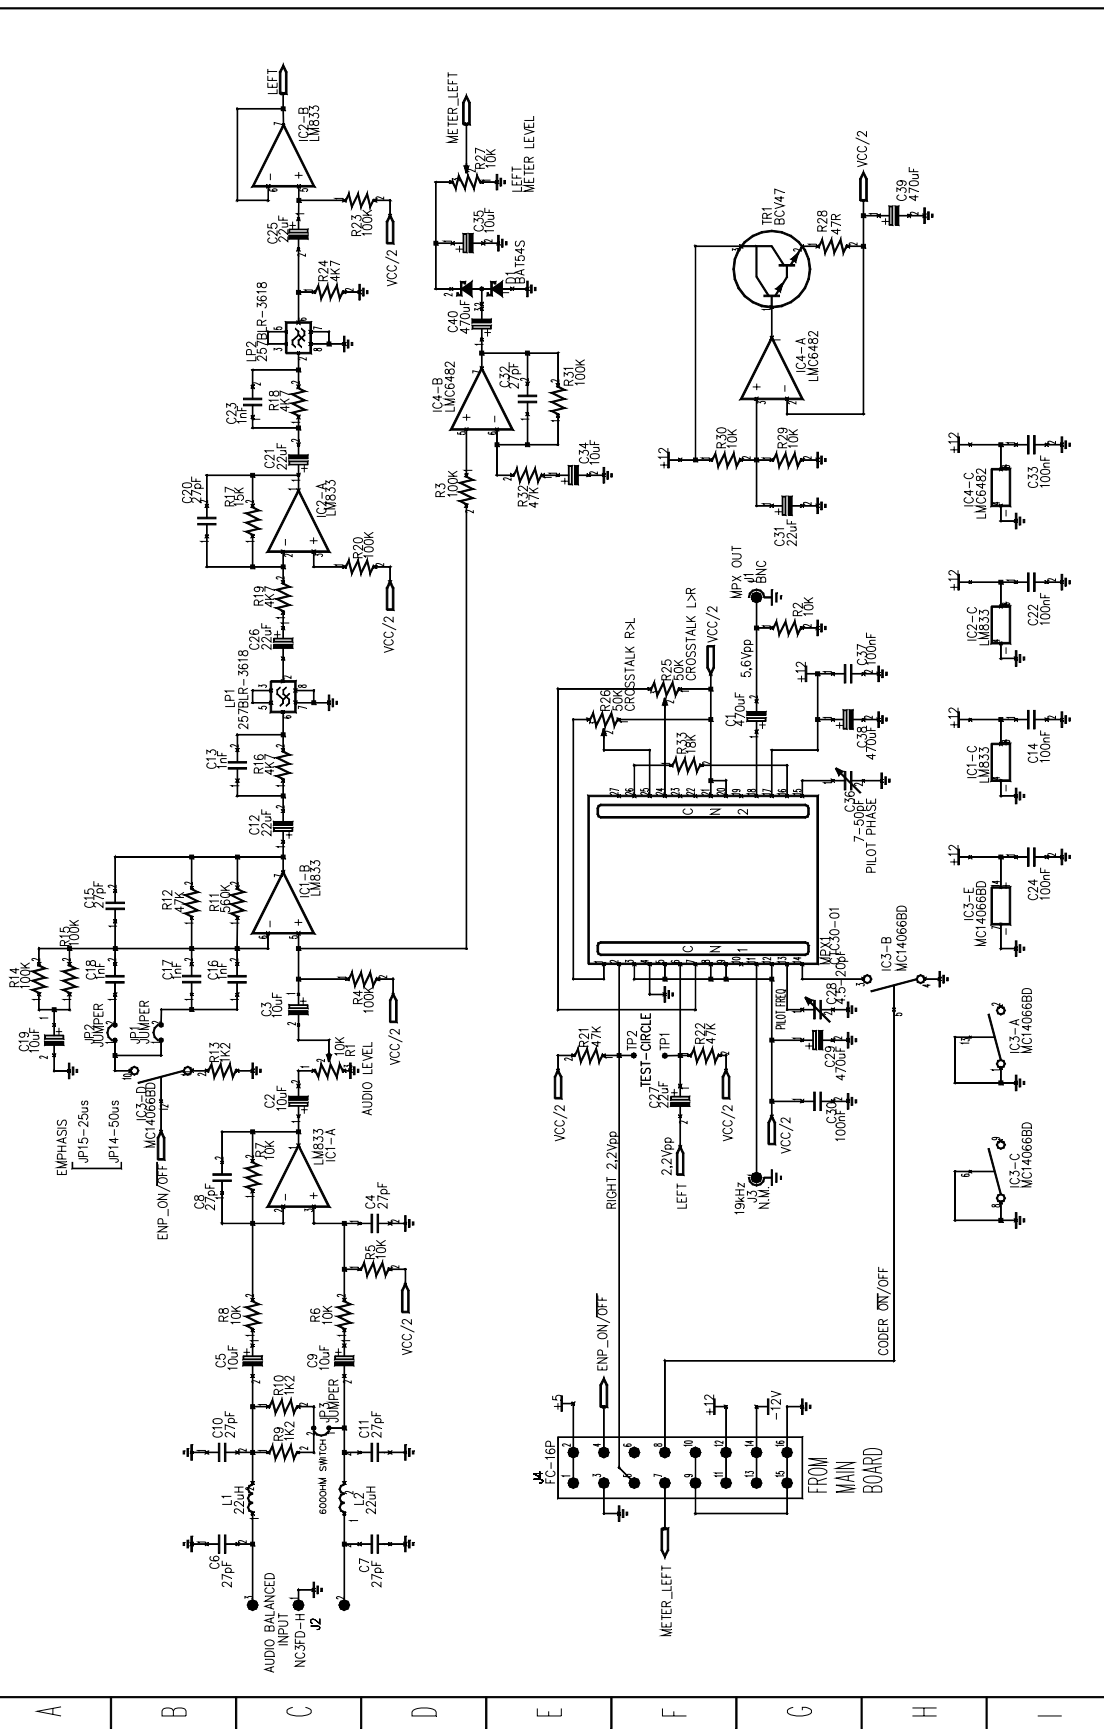 LEFT
IC2-B
LM833
C25
22uF
R23
100K
VCC/2
R24
4K7
LP2
257BLR-3618
C23
1nF
R18
4K7
C21
22uF
C20
27pF
R17
15K
IC2-A
LM833
R20
100K
VCC/2
R19
4K7
C26
22uF
LP1
257BLR-3618
C13
1nF
R16
4K7
C12
22uF
IC1-B
LM833
C15
27pF
R12
47K
R11
560K
R14
100K
R15
100K
C18
1nF
C17
1nF
C16
1nF
C19
10uF
JP2
JUMPER
JP1
JUMPER
R13
1K2
IC3-D
MC14066BD
EMPHASIS
JP15-25us
JP14-50us
ENP_ON/OFF
C3
10uF
R4
100K
VCC/2
10K
R1
AUDIO LEVEL
C2
10uF
LM833
IC1-A
R7
10K
C8
27pF
C4
27pF
R5
10K
VCC/2
R8
10K
R6
10K
C5
10uF
C9
10uF
R10
1K2
R9
1K2
JP3
JUMPER
600OHM SWITCH
C10
27pF
C11
27pF
L1
22uH
L2
22uH
C6
27pF
C7
27pF
AUDIO BALANCED
INPUT
NC3FD-H
J2
METER_LEFT
R27
10K
LEFT
METER LEVEL
C35
10uF
D1
BAT54S
C40
470uF
IC4-B
LMC6482
C32
27pF
R31
100K
R3
100K
R32
47K
C34
10uF
VCC/2
C39
470uF
TR1
BCV47
R28
47R
IC4-A
LMC6482
+12
R30
10K
R29
10K
C31
22uF
MPX OUT
J1
BNC
R2
10K
5,6Vpp
C1
470uF
CROSSTALK R>L
R26
50K
R25
50K
CROSSTALK L>R
VCC/2
R33
18K
+12
C37
100nF
C38
470uF
C36
7-50pF
PILOT PHASE
CN2
CN1
MPX1
C30-01
PILOT FREQ
C28
4.5-20pF
IC3-B
MC14066BD
C29
470uF
C30
100nF
VCC/2
R21
47K
VCC/2
TP2
TEST-CIRCLE
TP1
R22
47K
VCC/2
C27
22uF
RIGHT 2,2Vpp
2,2Vpp
LEFT
19kHz
J3
N.M.
CODER ON/OFF
ENP_ON/OFF
+5
+12
-12V
J4
FC-16P
FROM
MAIN
BOARD
METER_LEFT
+12
IC4-C
LMC6482
C33
100nF
+12
IC2-C
LM833
C22
100nF
+12
IC1-C
LM833
C14
100nF
+12
IC3-E
MC14066BD
C24
100nF
IC3-A
MC14066BD
IC3-C
MC14066BD
A
B
C
D
E
F
G
H
I